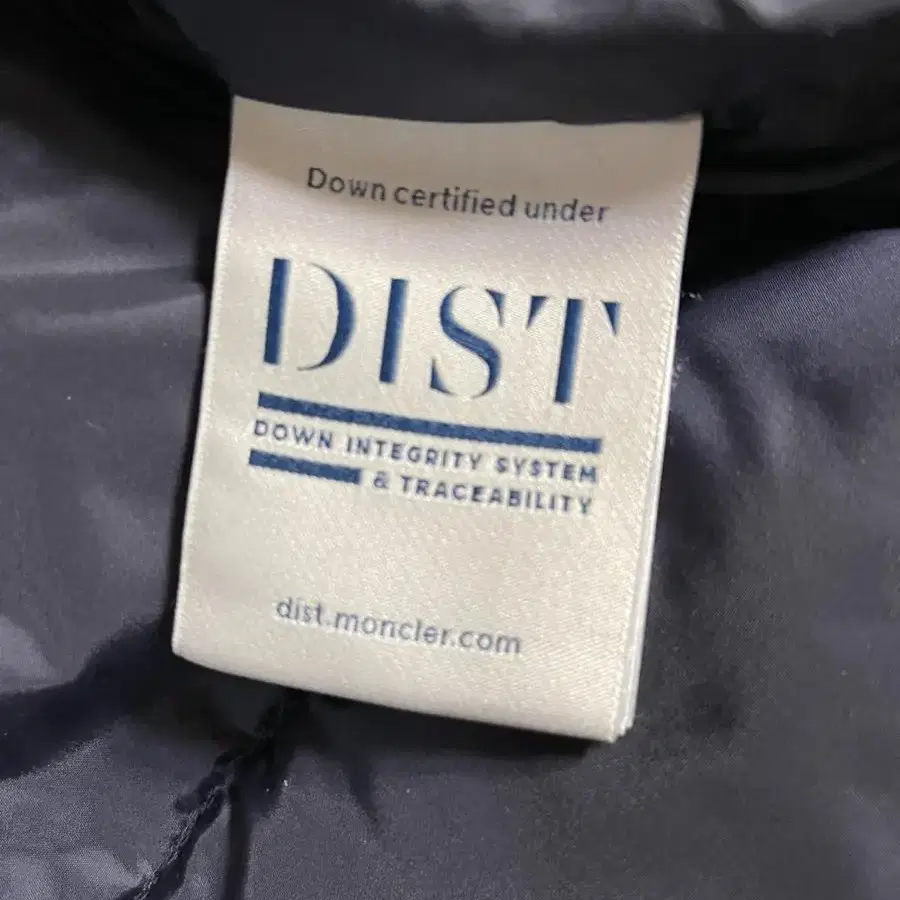 Down certified under
DIST
DOWN INTEGRITY SYSTEM
& TRACEABILITY
dist.moncler.com